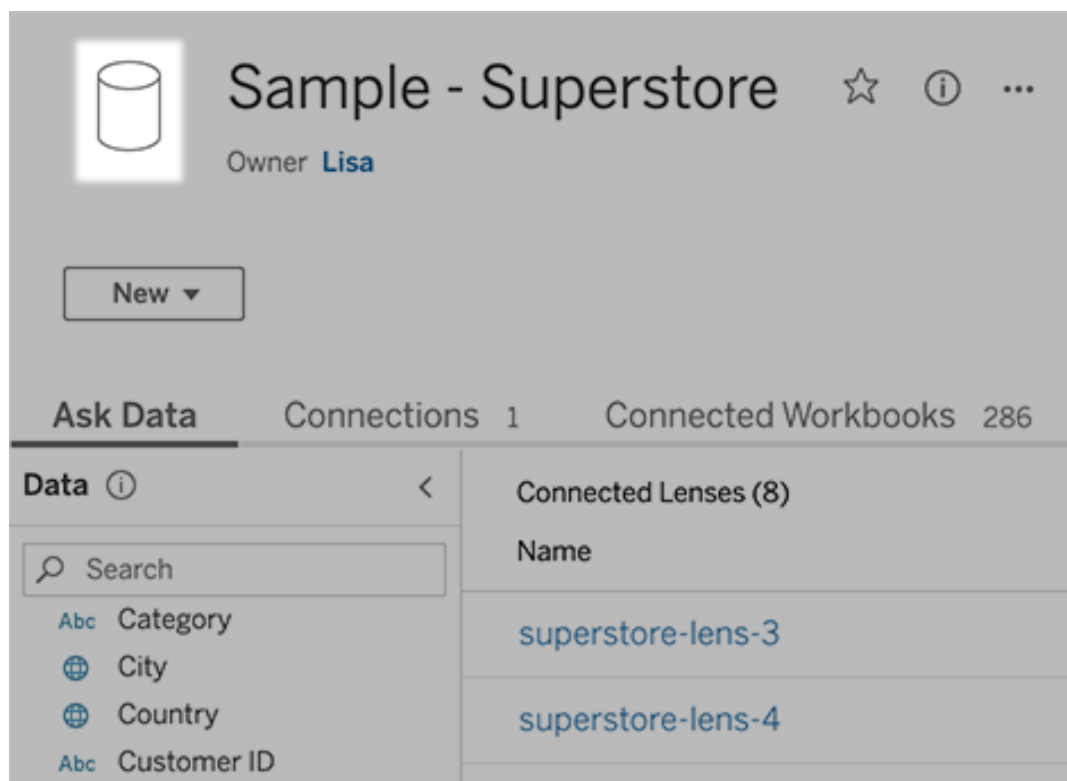 Sample - Superstore
Owner Lisa
New
Ask Data Connections 1 Connected Workbooks 286
Data
Search
Abc Category
City
Country
Abc Customer ID
Connected Lenses (8)
Name
superstore-lens-3
superstore-lens-4